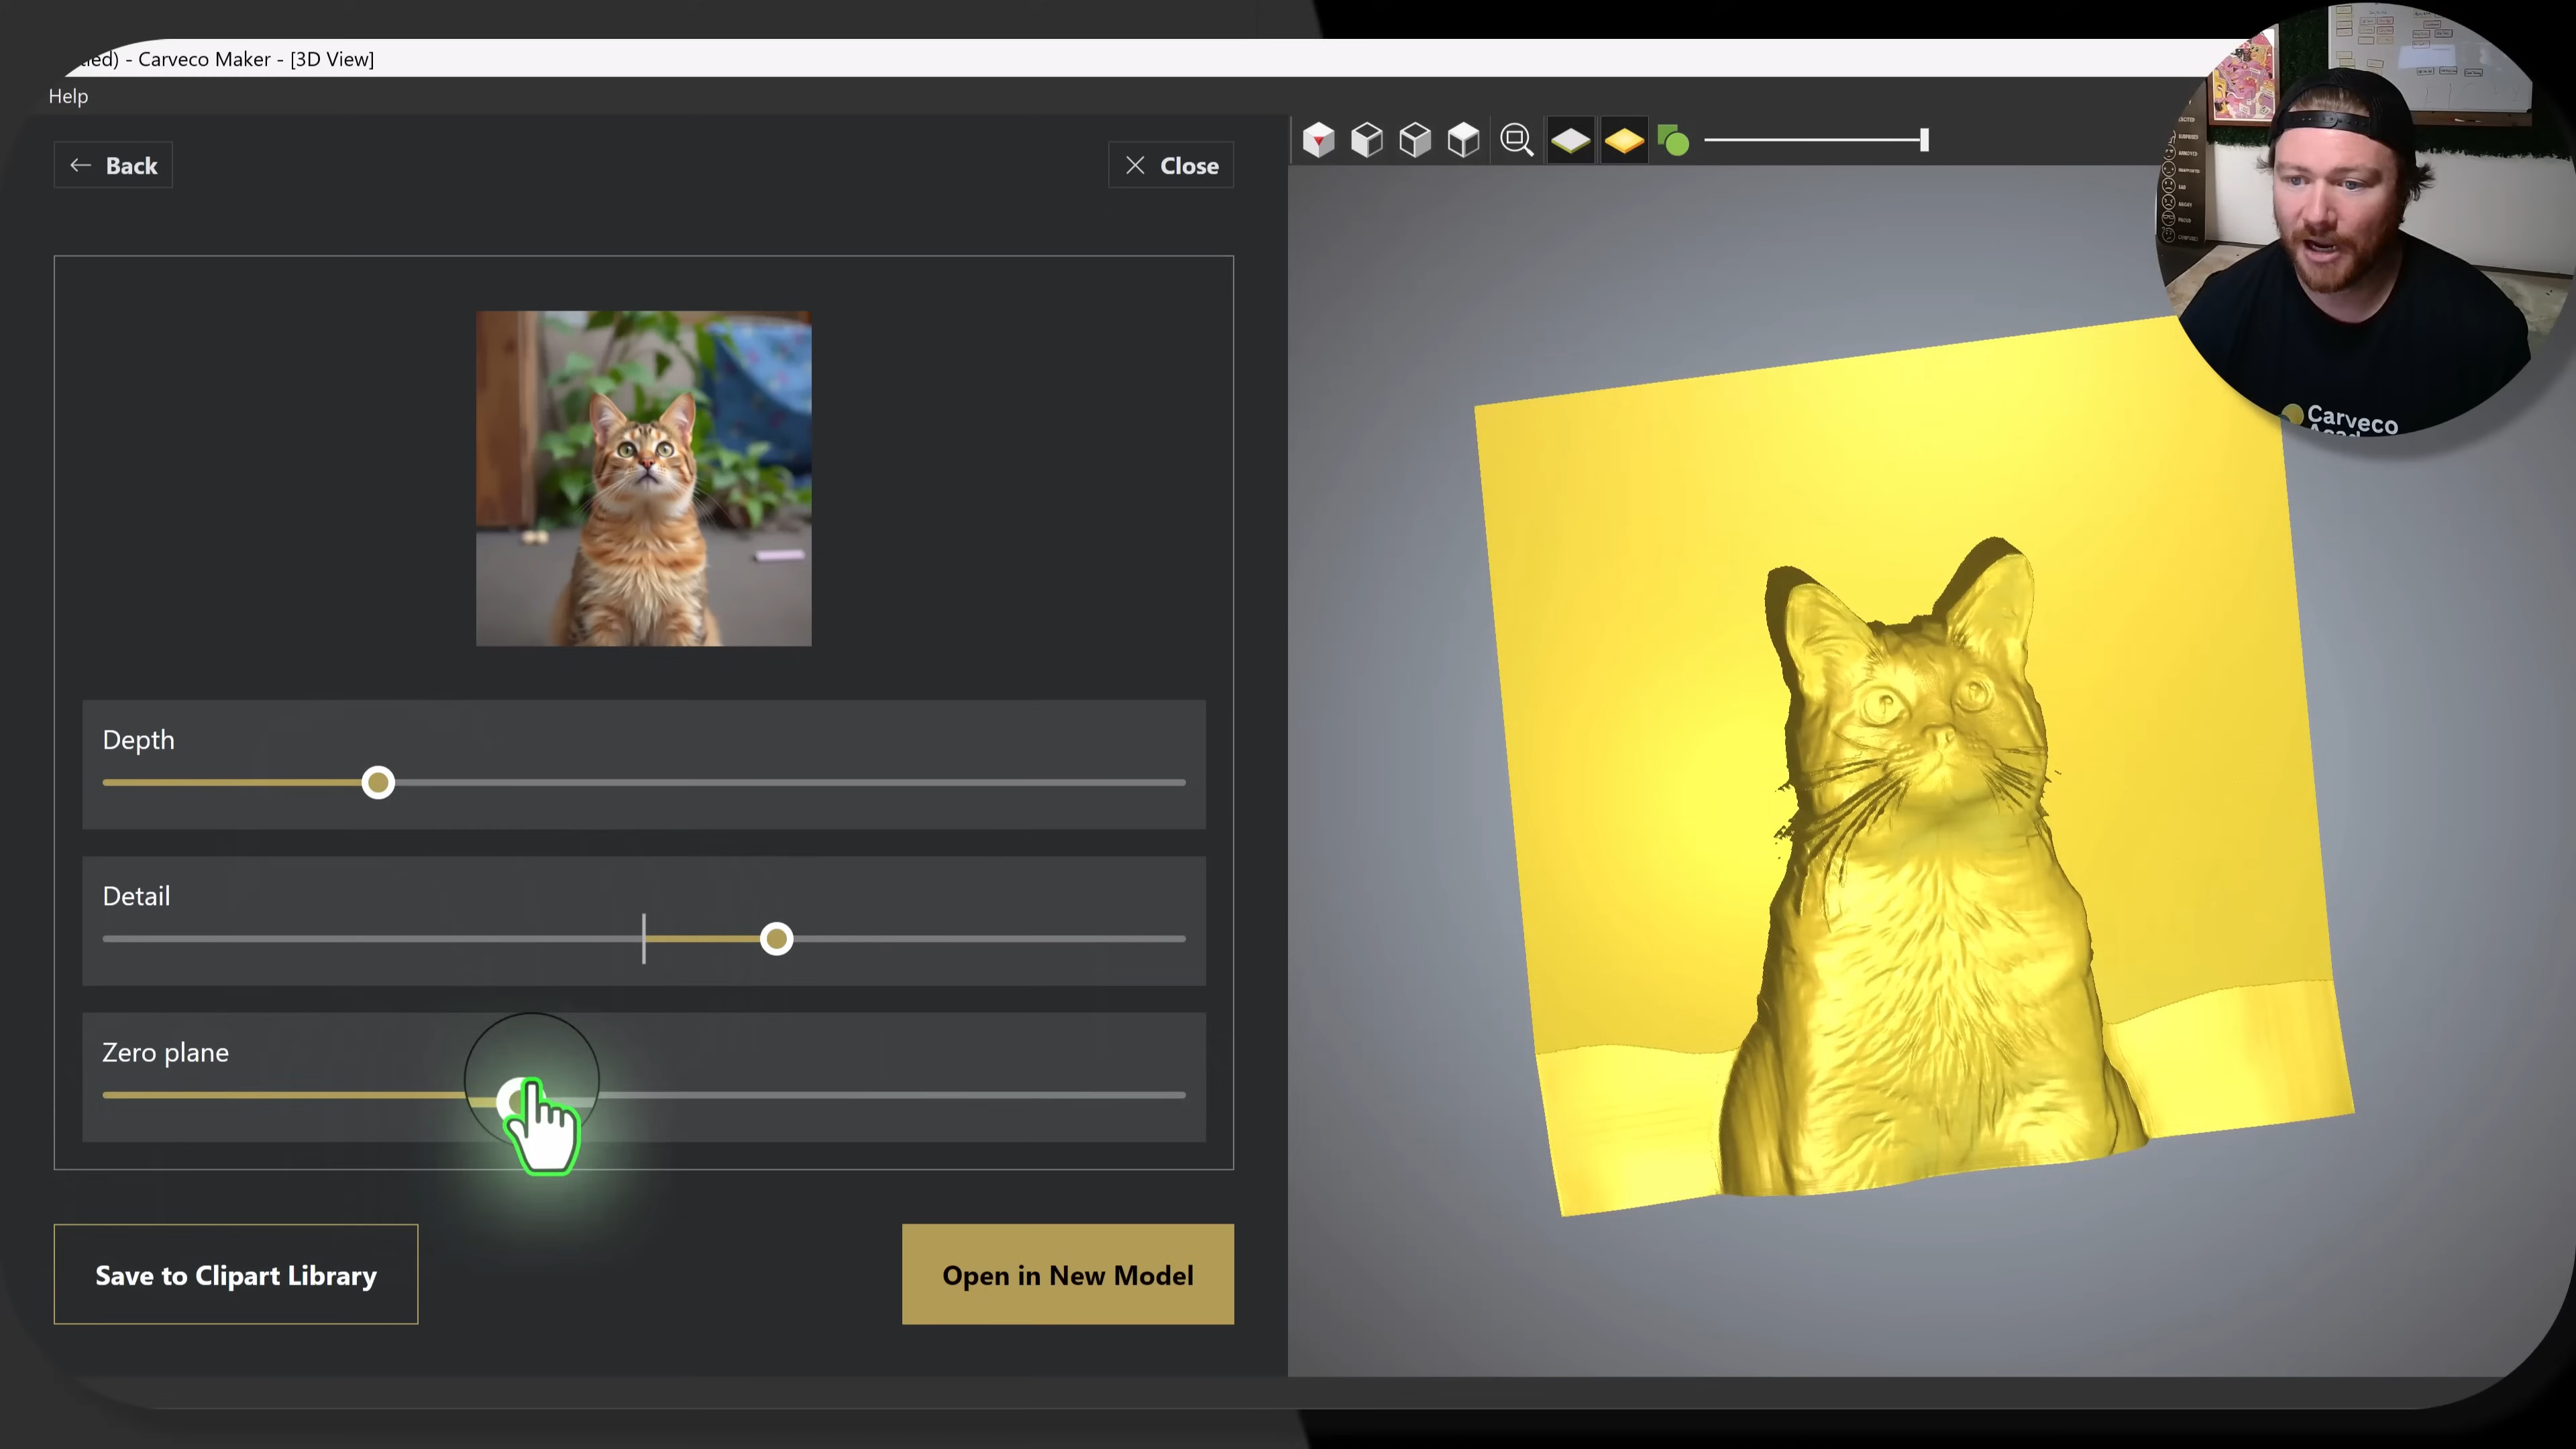 tled) - Carveco Maker - [3D View]
Help
Back
Close
Depth
Detail
Zero plane
Save to Clipart Library
Open in New Model
Carveco